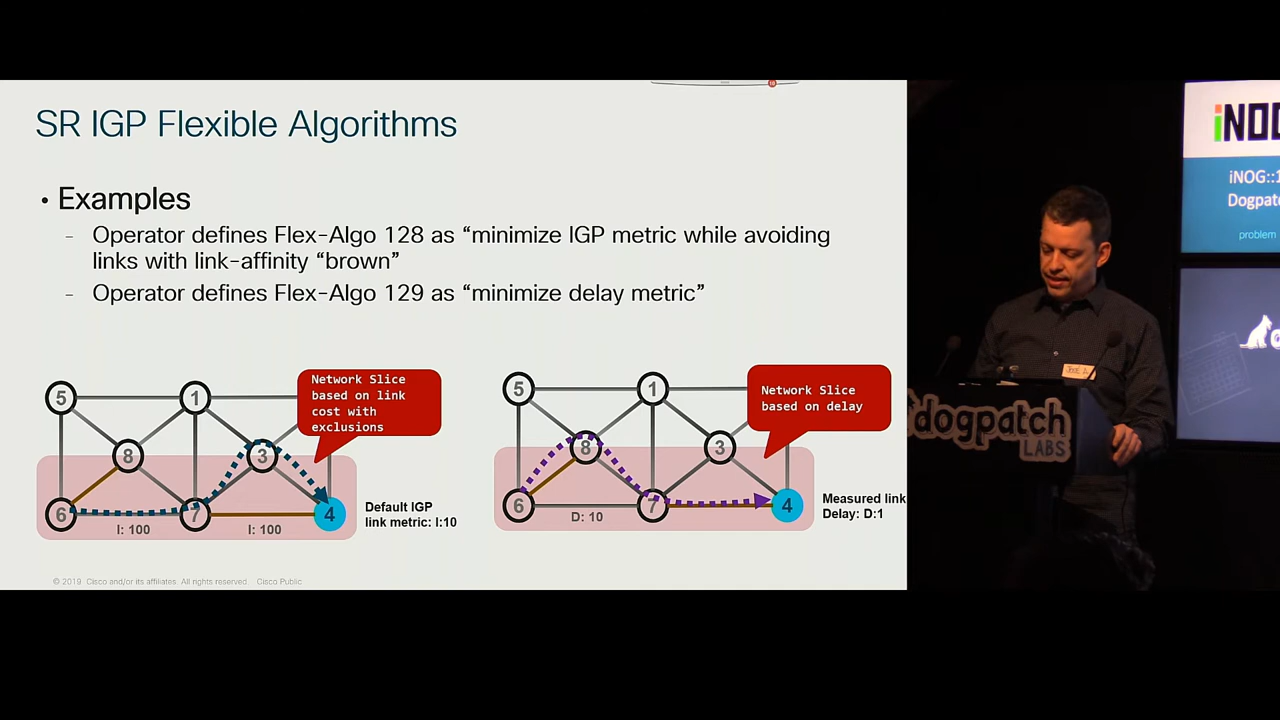 SR IGP Flexible Algorithms
• Examples
– Operator defines Flex-Algo 128 as “minimize IGP metric while avoiding
links with link-affinity “brown”
– Operator defines Flex-Algo 129 as “minimize delay metric”
Network Slice
based on link
cost with
exclusions
5
1
8
3
6
7
4
I: 100
I: 100
Default IGP
link metric: I:10
Network Slice
based on delay
5
1
8
3
6
7
4
D: 10
Measured link
Delay: D:1
© 2019 Cisco and/or its affiliates. All rights reserved. Cisco Public
iNO
iNOG::1
Dogpatc
problem
dogpatch
LABS